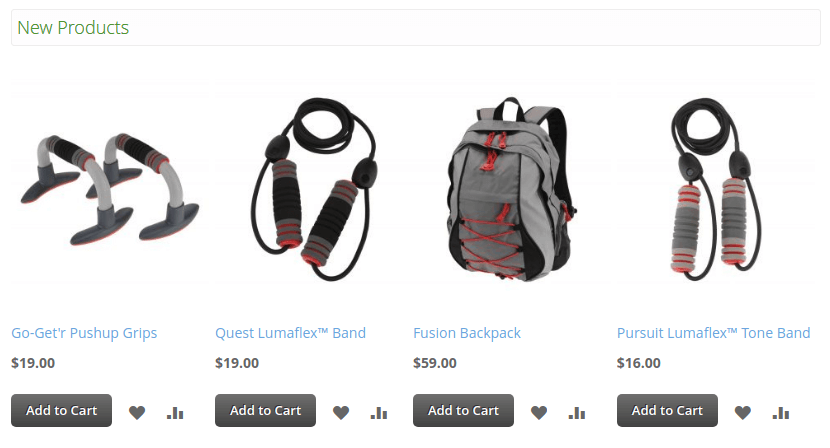 New Products
Go-Get'r Pushup Grips
Quest Lumaflex™ Band
Fusion Backpack
Pursuit Lumaflex™ Tone Band
$19.00
$19.00
$59.00
$16.00
Add to Cart
Add to Cart
Add to Cart
Add to Cart